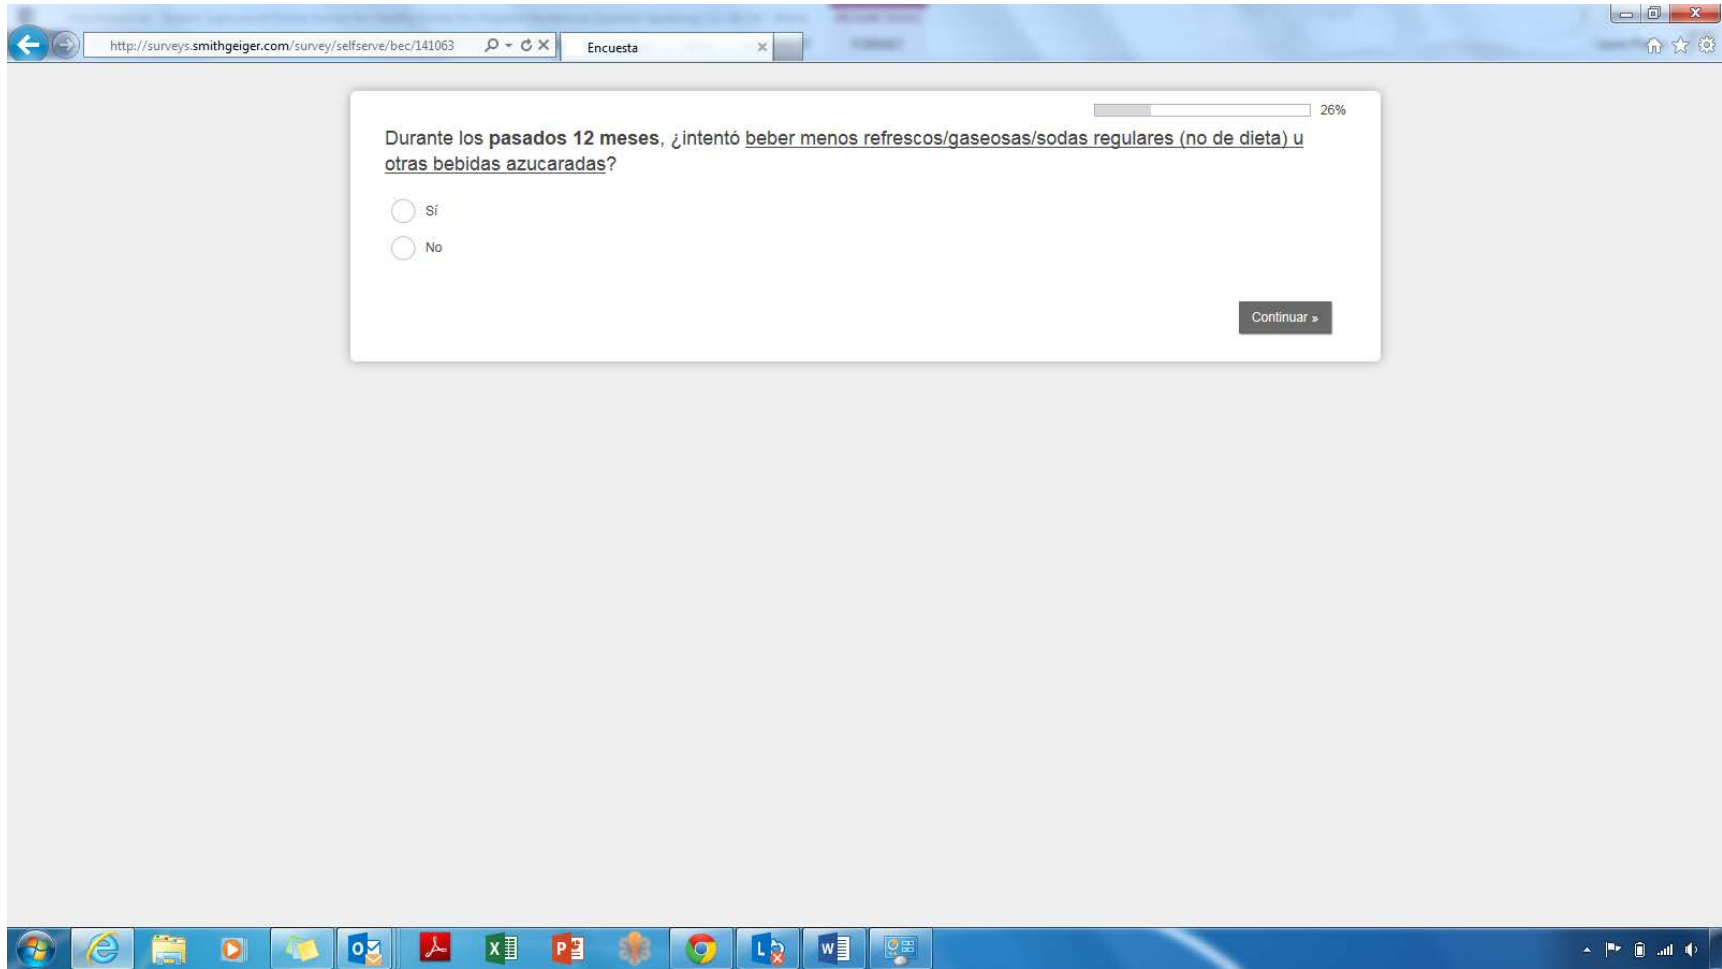 http://surveys.smithgeiger.com/survey/selfserve/bec/141063
Encuesta
26%
Durante los pasados 12 meses, ¿intentó beber menos refrescos/gaseosas/sodas regulares (no de dieta) u
otras bebidas azucaradas?
Sí
No
Continuar »